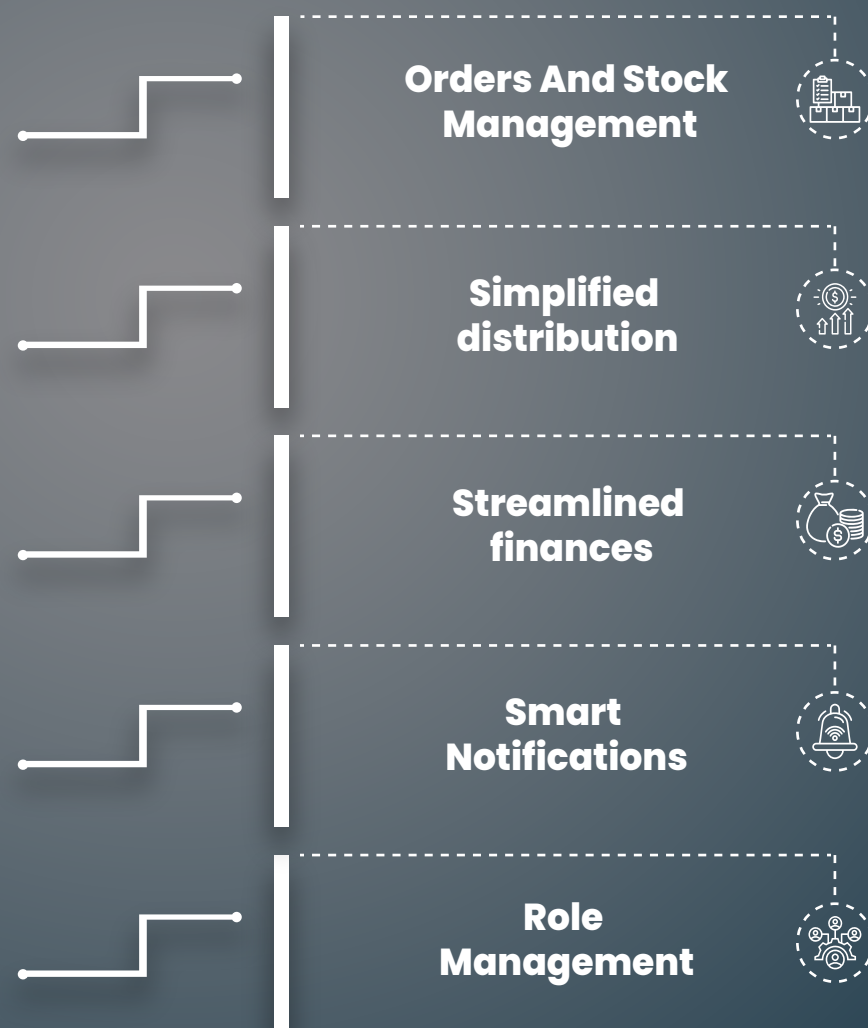 Orders And Stock
Management
Simplified
distribution
Streamlined
finances
Smart
Notifications
Role
Management